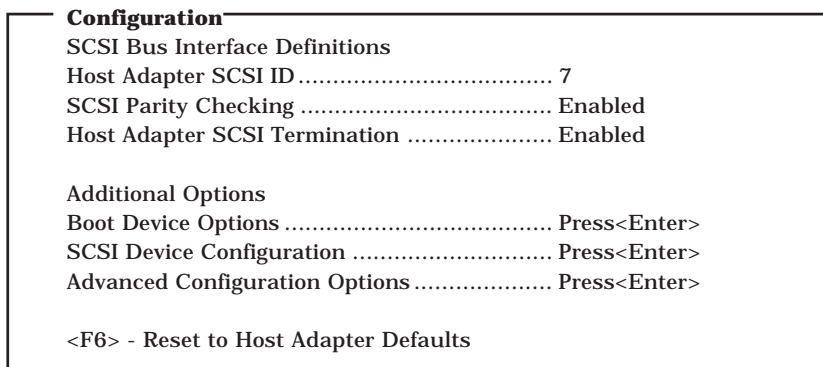 Configuration
SCSI Bus Interface Definitions
Host Adapter SCSI ID ..................................... 7
SCSI Parity Checking ..................................... Enabled
Host Adapter SCSI Termination ..................... Enabled
Additional Options
Boot Device Options ....................................... Press<Enter>
SCSI Device Configuration ............................. Press<Enter>
Advanced Configuration Options .................... Press<Enter>
<F6> - Reset to Host Adapter Defaults